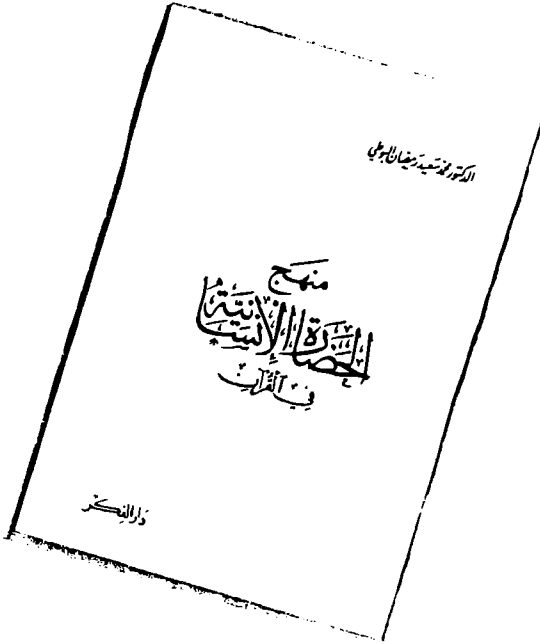 الدكتور محمد سعيد رمضان البوطي
منهج
الحضارة الإنسانية
في القرآن
دار الفكر